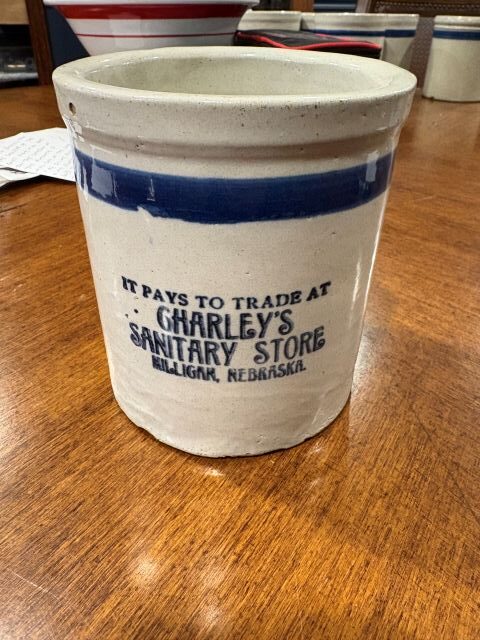 IT PAYS TO TRADE AT
CHARLEY'S
SANITARY STORE
MILLIGAN, NEBRASKA.